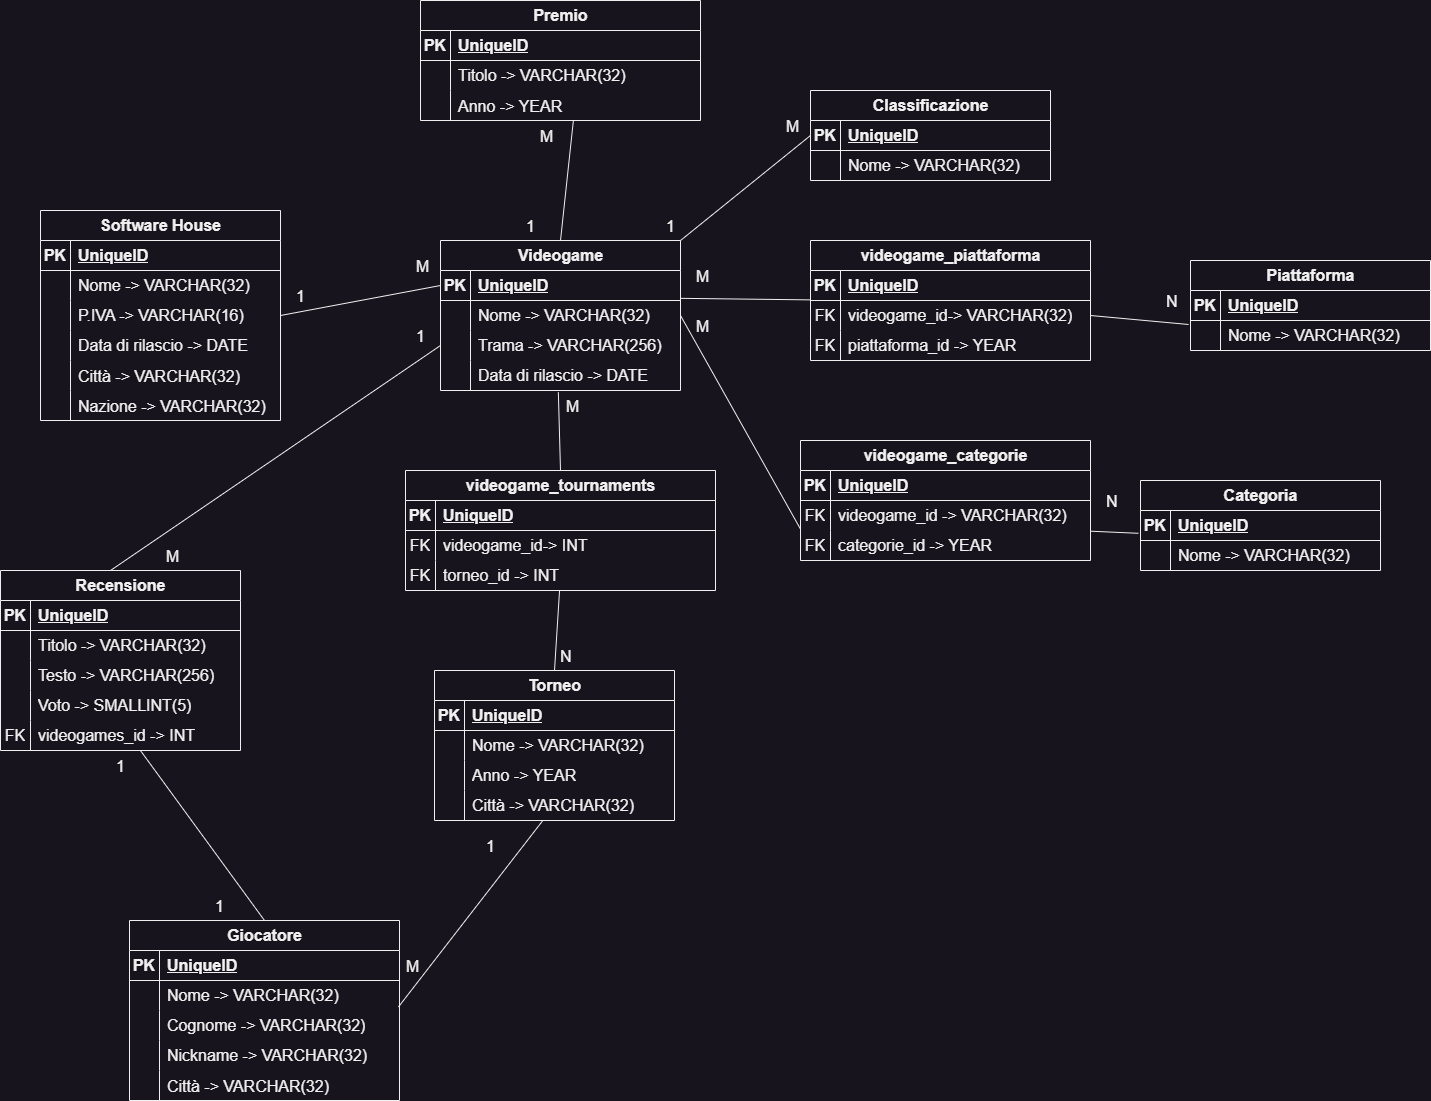 Premio
PK UniqueID
Titolo -> VARCHAR(32)
Anno -> YEAR
M
Classificazione
PK UniqueID
Nome -> VARCHAR(32)
M
1
1
Software House
PK UniqueID
Nome -> VARCHAR(32)
P.IVA -> VARCHAR(16)
Data di rilascio -> DATE
Città -> VARCHAR(32)
Nazione -> VARCHAR(32)
1
M
1
Videogame
PK UniqueID
Nome -> VARCHAR(32)
Trama -> VARCHAR(256)
Data di rilascio -> DATE
M
M
M
videogame_piattaforma
PK UniqueID
FK videogame_id-> VARCHAR(32)
FK piattaforma_id -> YEAR
N
Piattaforma
PK UniqueID
Nome -> VARCHAR(32)
videogame_categorie
PK UniqueID
FK videogame_id -> VARCHAR(32)
FK categorie_id -> YEAR
N
Categoria
PK UniqueID
Nome -> VARCHAR(32)
videogame_tournaments
PK UniqueID
FK videogame_id-> INT
FK torneo_id -> INT
N
M
Recensione
PK UniqueID
Titolo -> VARCHAR(32)
Testo -> VARCHAR(256)
Voto -> SMALLINT(5)
FK videogames_id -> INT
1
Torneo
PK UniqueID
Nome -> VARCHAR(32)
Anno -> YEAR
Città -> VARCHAR(32)
1
1
M
Giocatore
PK UniqueID
Nome -> VARCHAR(32)
Cognome -> VARCHAR(32)
Nickname -> VARCHAR(32)
Città -> VARCHAR(32)